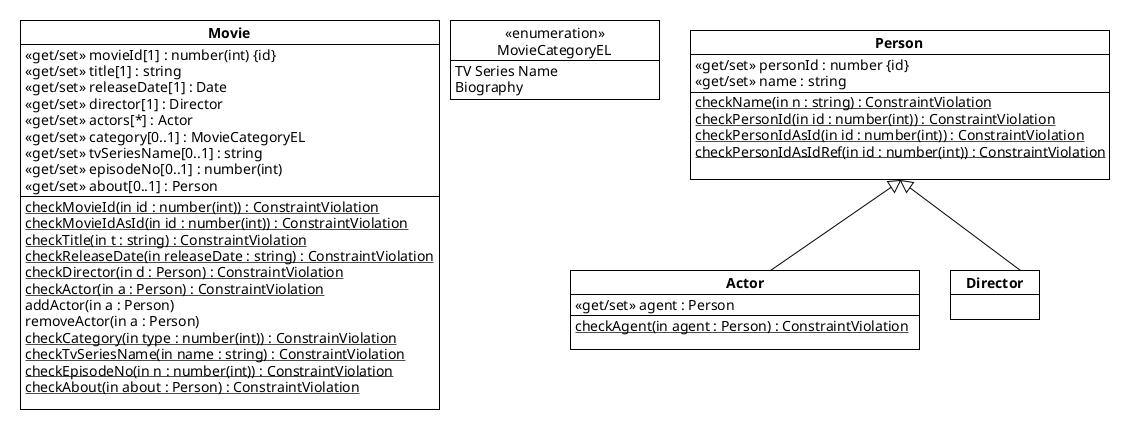 Movie
«get/set» movieId[1] : number(int) {id}
«get/set» title[1] : string
«get/set» releaseDate[1] : Date
«get/set» director[1] : Director
«get/set» actors[*] : Actor
«get/set» category[0..1] : MovieCategoryEL
«get/set» tvSeriesName[0..1] : string
«get/set» episodeNo[0..1] : number(int)
«get/set» about[0..1] : Person
checkMovieId(in id : number(int)) : ConstraintViolation
checkMovieIdAsId(in id : number(int)) : ConstraintViolation
checkTitle(in t : string) : ConstraintViolation
checkReleaseDate(in releaseDate : string) : ConstraintViolation
checkDirector(in d : Person) : ConstraintViolation
checkActor(in a : Person) : ConstraintViolation
addActor(in a : Person)
removeActor(in a : Person)
checkCategory(in type : number(int)) : ConstrainViolation
checkTvSeriesName(in name : string) : ConstraintViolation
checkEpisodeNo(in n : number(int)) : ConstraintViolation
checkAbout(in about : Person) : ConstraintViolation
«enumeration»
MovieCategoryEL
TV Series Name
Biography
Person
«get/set» personId : number {id}
«get/set» name : string
checkName(in n : string) : ConstraintViolation
checkPersonId(in id : number(int)) : ConstraintViolation
checkPersonIdAsId(in id : number(int)) : ConstraintViolation
checkPersonIdAsIdRef(in id : number(int)) : ConstraintViolation
Actor
«get/set» agent : Person
checkAgent(in agent : Person) : ConstraintViolation
Director